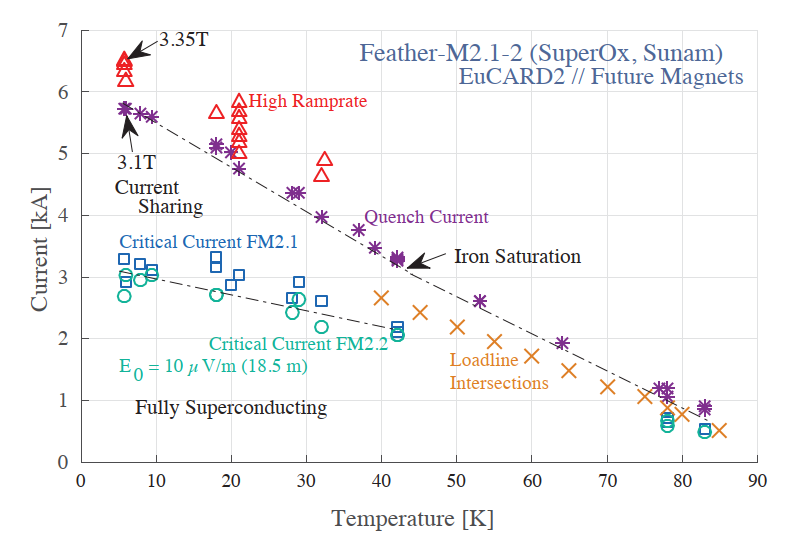 Feather-M2.1-2 (SuperOx, Sunam)
EuCARD2 // Future Magnets
3.35T
High Ramprate
3.1T
Current
Sharing
Quench Current
Critical Current FM2.1
Iron Saturation
Critical Current FM2.2
E0 = 10 μ V/m (18.5 m)
Loadline
Intersections
Fully Superconducting
Current [kA]
7
6
5
4
3
2
1
0
0 10 20 30 40 50 60 70 80 90
Temperature [K]